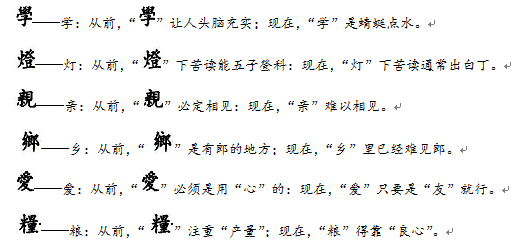 學——学：从前，“學”让人头脑充实；现在，“学”是蜻蜓点水。
燈——灯：从前，“燈”下苦读能五子登科：现在，“灯”下苦读通常出白丁。
親——亲：从前，“親”必定相见：现在，“亲”难以相见。
鄉——乡：从前，“鄉”是有郎的地方；现在，“乡”里已经难见郎。
愛——爱：从前，“愛”必须是用“心”的：现在，“爱”只要是“友”就行。
糧——粮：从前，“糧”注重“产量”；现在，“粮”得靠“良心”。